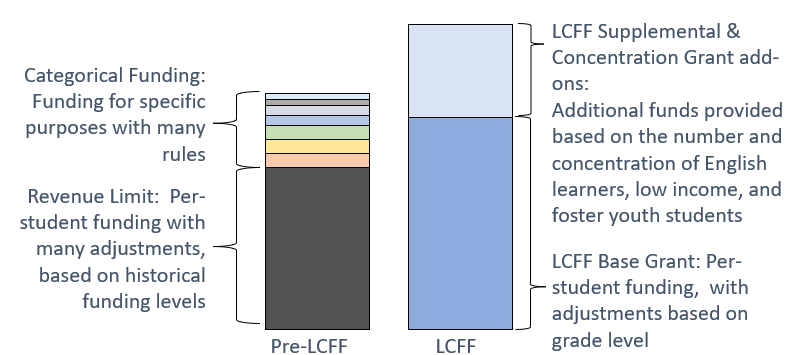 Categorical Funding:
Funding for specific
purposes with many
rules
Revenue Limit:  Per-
student funding with
many adjustments,
based on historical
funding levels
Pre-LCFF
LCFF
LCFF Supplemental &
Concentration Grant add-
ons:
Additional funds provided
based on the number and
concentration of English
learners, low income, and
foster youth students
LCFF Base Grant: Per-
student funding,  with
adjustments based on
grade level